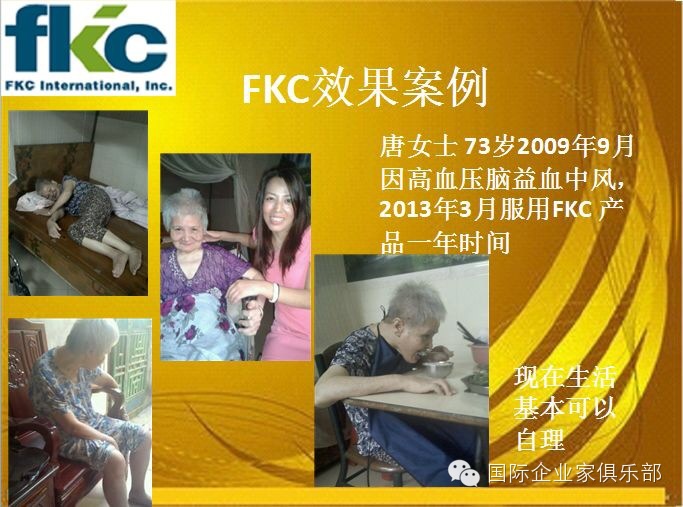 fkc
FKC International, Inc.
FKC效果案例
唐女士 73岁2009年9月
因高血压脑益血中风，
2013年3月服用FKC 产
品一年时间
现在生活
基本可以
自理
国际企业家俱乐部